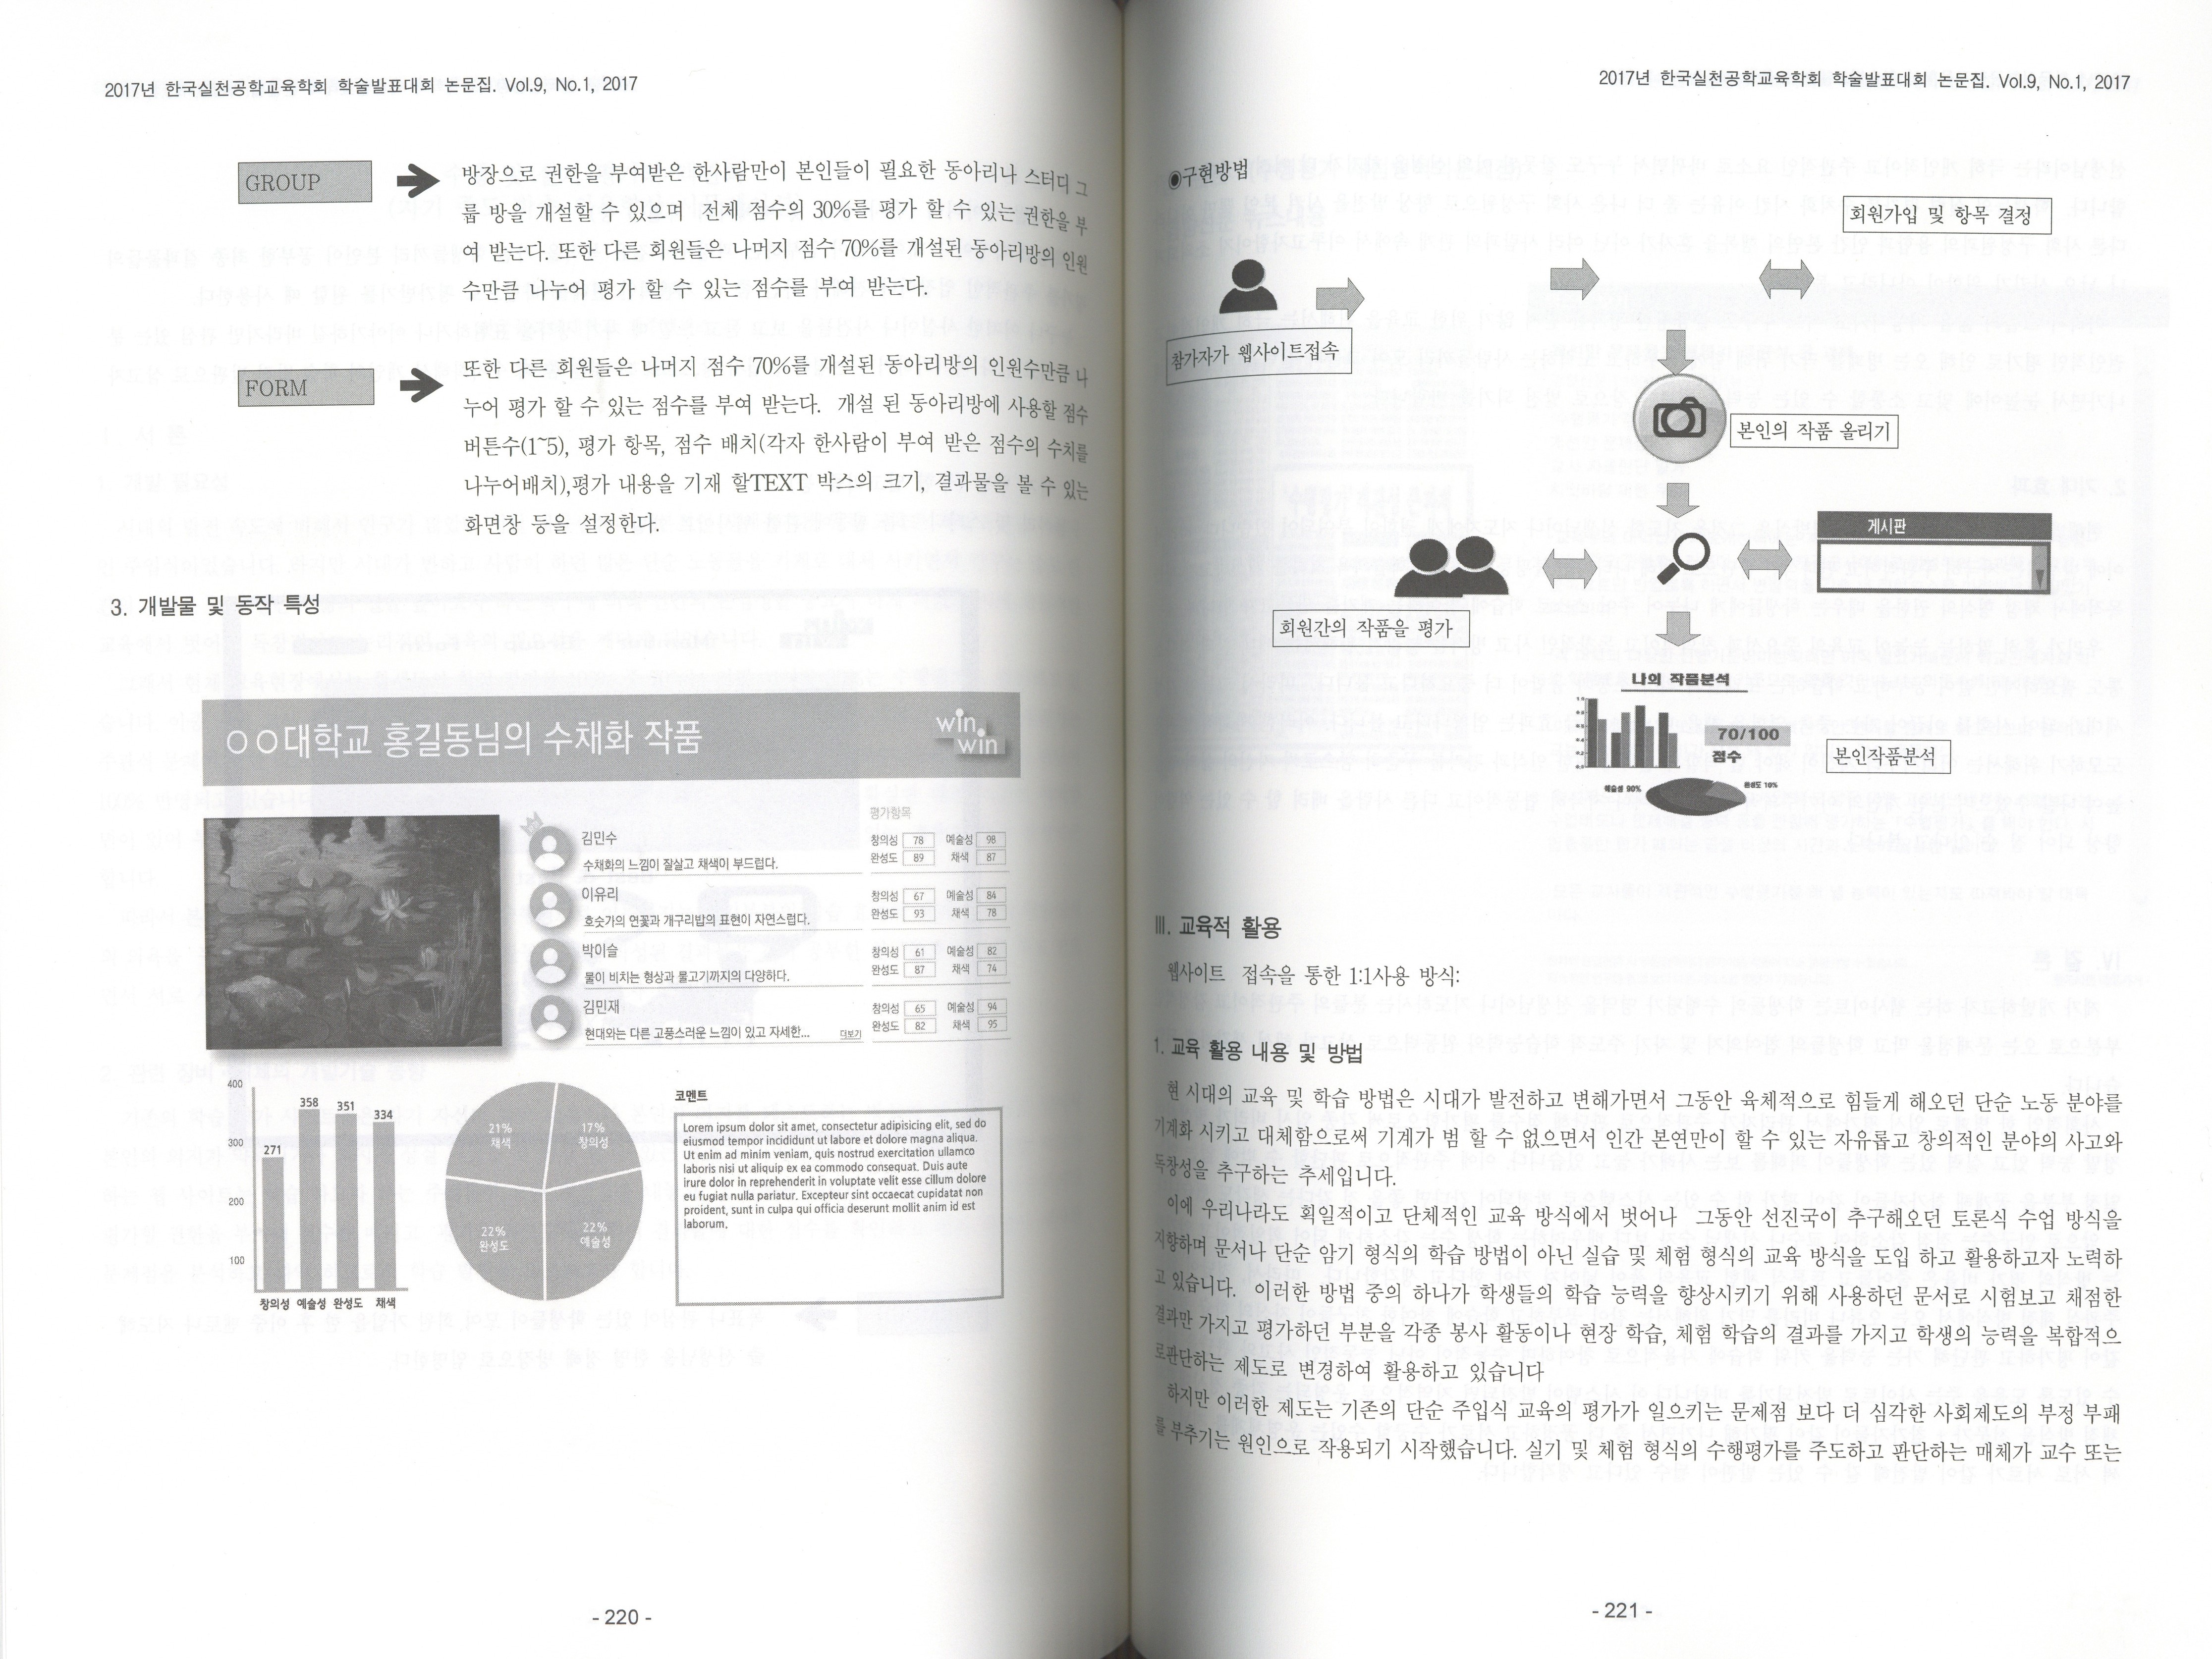 2017년 한국실천공학교육학회 학술발표대회 논문집. Vol.9, No.1, 2017
GROUP
방장으로 권한을 부여받은 한사람만이 본인들이 필요한 동아리나 스터디 그
룹 방을 개설할 수 있으며 전체 점수의 30%를 평가 할 수 있는 권한을 부
여 받는다. 또한 다른 회원들은 나머지 점수 70%를 개설된 동아리방의 인원
수만큼 나누어 평가 할 수 있는 점수를 부여 받는다.
FORM
또한 다른 회원들은 나머지 점수 70%를 개설된 동아리방의 인원수만큼 나
누어 평가 할 수 있는 점수를 부여 받는다. 개설 된 동아리방에 사용할 점수
버튼수(1~5), 평가 항목, 점수 배치(각자 한사람이 부여 받은 점수의 수치를
나누어배치),평가 내용을 기재 할TEXT 박스의 크기, 결과물을 볼 수 있는
화면창 등을 설정한다.
3. 개발물 및 동작 특성
○○대학교 홍길동님의 수채화 작품
win
win
평가항목
김민수
수채화의 느낌이 잘살고 채색이 부드럽다.
창의성 78 예술성 98
완성도 89 채색 87
이유리
호숫가의 연꽃과 개구리밥의 표현이 자연스럽다.
창의성 67 예술성 84
완성도 93 채색 78
박이슬
물이 비치는 형상과 물고기까지의 다양하다.
창의성 61 예술성 82
완성도 87 채색 74
김민재
현대와는 다른 고풍스러운 느낌이 있고 자세한... 더보기
창의성 65 예술성 94
완성도 82 채색 95
400
300
200
100
271
358
351
334
창의성 예술성 완성도 채색
21%
채색
17%
창의성
22%
완성도
22%
예술성
코멘트
Lorem ipsum dolor sit amet, consectetur adipisicing elit, sed do
eiusmod tempor incididunt ut labore et dolore magna aliqua.
Ut enim ad minim veniam, quis nostrud exercitation ullamco
laboris nisi ut aliquip ex ea commodo consequat. Duis aute
irure dolor in reprehenderit in voluptate velit esse cillum dolore
eu fugiat nulla pariatur. Excepteur sint occaecat cupidatat non
proident, sunt in culpa qui officia deserunt mollit anim id est
laborum.
- 220 -
2017년 한국실천공학교육학회 학술발표대회 논문집. Vol.9, No.1, 2017
◉구현방법
회원가입 및 항목 결정
참가자가 웹사이트접속
본인의 작품 올리기
게시판
회원간의 작품을 평가
나의 작품분석
70/100
점수
예술성 90%
완성도 10%
본인작품분석
Ⅲ. 교육적 활용
웹사이트 접속을 통한 1:1사용 방식:
1. 교육 활용 내용 및 방법
현 시대의 교육 및 학습 방법은 시대가 발전하고 변해가면서 그동안 육체적으로 힘들게 해오던 단순 노동 분야를
기계화 시키고 대체함으로써 기계가 범 할 수 없으면서 인간 본연만이 할 수 있는 자유롭고 창의적인 분야의 사고와
독창성을 추구하는 추세입니다.
이에 우리나라도 획일적이고 단체적인 교육 방식에서 벗어나 그동안 선진국이 추구해오던 토론식 수업 방식을
지향하며 문서나 단순 암기 형식의 학습 방법이 아닌 실습 및 체험 형식의 교육 방식을 도입 하고 활용하고자 노력하
고 있습니다. 이러한 방법 중의 하나가 학생들의 학습 능력을 향상시키기 위해 사용하던 문서로 시험보고 채점한
결과만 가지고 평가하던 부분을 각종 봉사 활동이나 현장 학습, 체험 학습의 결과를 가지고 학생의 능력을 복합적으
로판단하는 제도로 변경하여 활용하고 있습니다
하지만 이러한 제도는 기존의 단순 주입식 교육의 평가가 일으키는 문제점 보다 더 심각한 사회제도의 부정 부패
를 부추기는 원인으로 작용되기 시작했습니다. 실기 및 체험 형식의 수행평가를 주도하고 판단하는 매체가 교수 또는
- 221 -